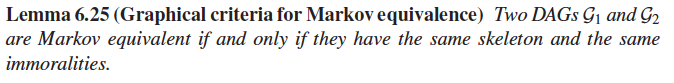 Lemma 6.25 (Graphical criteria for Markov equivalence) Two DAGs 𝒢₁ and 𝒢₂
are Markov equivalent if and only if they have the same skeleton and the same
immoralities.